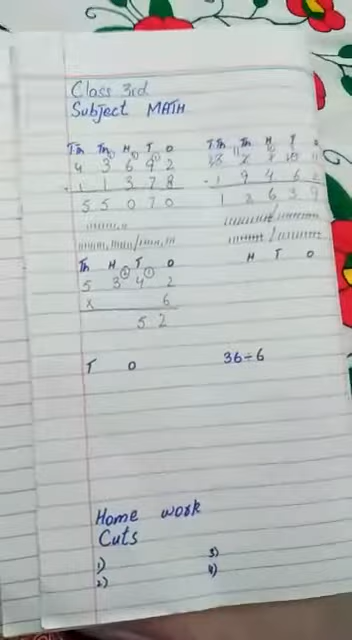 Class 3rd
Subject MATH
T.Th Th H T O
4 3 6 9 2
+ 1 1 3 7 8
5 5 0 7 0
T.Th Th H T O
- 1 9 4 6
1 2 6 3 9
Th H T O
5 3 4 2
x 6
5 2
H T O
T O
36÷6
Home work
Cuts
1)
2)
3)
4)